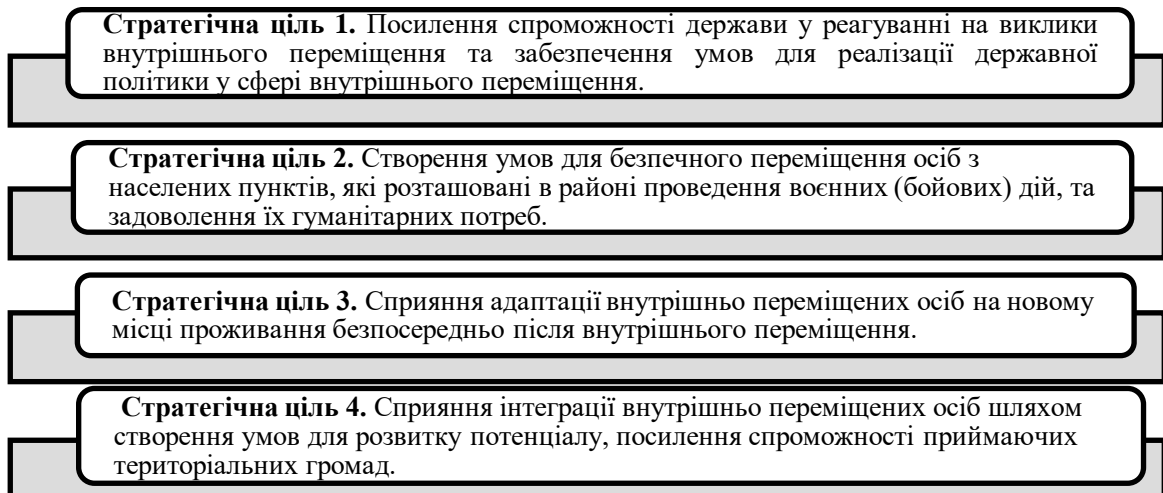 Стратегічна ціль 1. Посилення спроможності держави у реагуванні на виклики
внутрішнього переміщення та забезпечення умов для реалізації державної
політики у сфері внутрішнього переміщення.
Стратегічна ціль 2. Створення умов для безпечного переміщення осіб з
населених пунктів, які розташовані в районі проведення воєнних (бойових) дій, та
задоволення їх гуманітарних потреб.
Стратегічна ціль 3. Сприяння адаптації внутрішньо переміщених осіб на новому
місці проживання безпосередньо після внутрішнього переміщення.
Стратегічна ціль 4. Сприяння інтеграції внутрішньо переміщених осіб шляхом
створення умов для розвитку потенціалу, посилення спроможності приймаючих
територіальних громад.